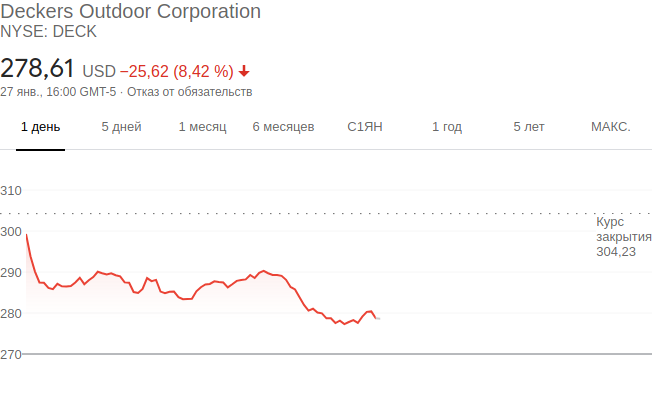 Deckers Outdoor Corporation
NYSE: DECK
278,61 USD −25,62 (8,42 %)
27 янв., 16:00 GMT-5 · Отказ от обязательств
1 день 5 дней 1 месяц 6 месяцев С1ЯН 1 год 5 лет МАКС.
310
Курс
300
закрытия
304,23
290
280
270